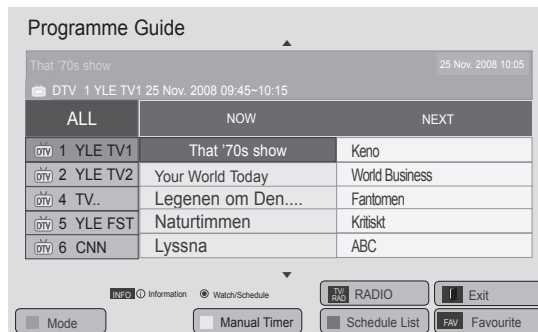 Programme Guide
That '70s show 25 Nov. 2008 10:05
DTV 1 YLE TV1 25 Nov. 2008 09:45~10:15
ALL NOW NEXT
DTV 1 YLE TV1 That '70s show Keno
DTV 2 YLE TV2 Your World Today World Business
DTV 4 TV.. Legenen om Den.... Fantomen
DTV 5 YLE FST Naturtimmen Kritiskt
DTV 6 CNN Lyssna ABC
INFO i Information Watch/Schedule TV/RAD RADIO Exit
Mode Manual Timer Schedule List FAV Favourite